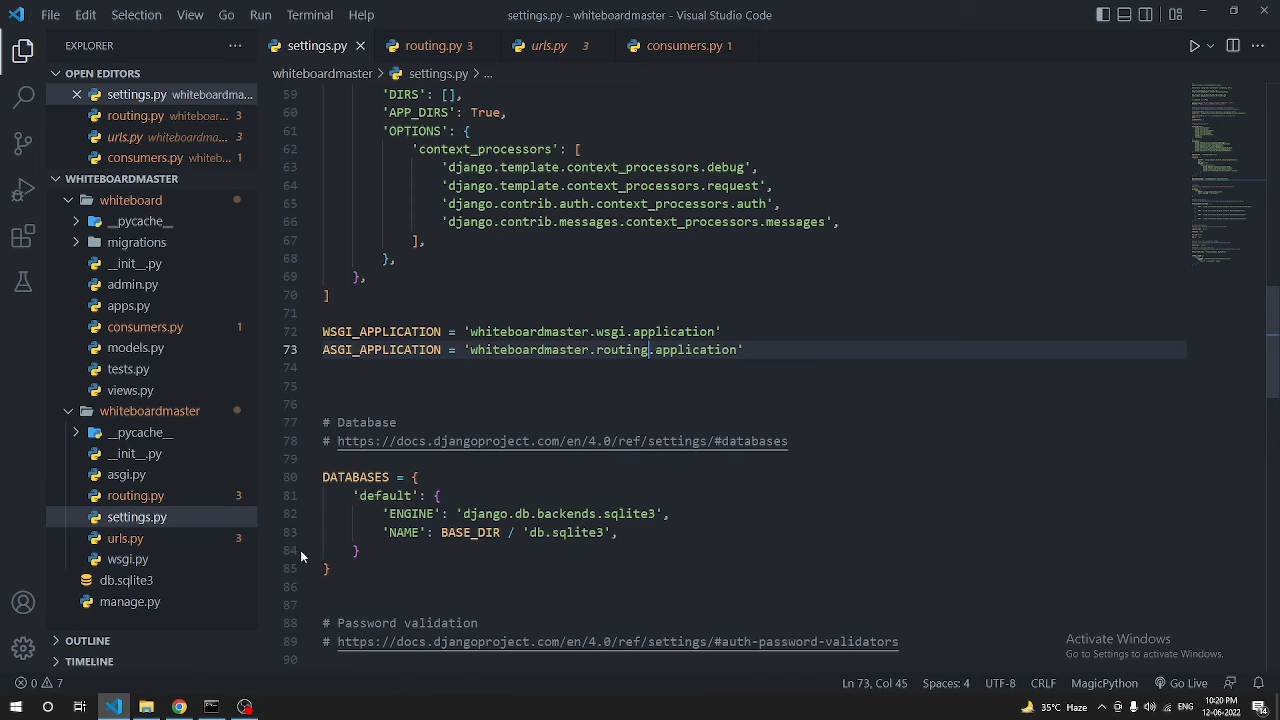 File Edit Selection View Go Run Terminal Help
settings.py - whiteboardmaster - Visual Studio Code
EXPLORER
OPEN EDITORS
settings.py whiteboardma...
routing.py whiteboa... 3
urls.py whiteboardma... 3
consumers.py whiteb... 1
WHITEBOARDMASTER
whiteboard
__pycache__
migrations
__init__.py
admin.py
apps.py
consumers.py 1
models.py
tests.py
views.py
whiteboardmaster
__pycache__
__init__.py
asgi.py
routing.py 3
settings.py
urls.py 3
wsgi.py
db.sqlite3
manage.py
OUTLINE
TIMELINE
settings.py routing.py 3 urls.py 3 consumers.py 1
whiteboardmaster > settings.py > ...
59 'DIRS': [],
60 'APP_DIRS': True,
61 'OPTIONS': {
62 'context_processors': [
63 'django.template.context_processors.debug',
64 'django.template.context_processors.request',
65 'django.contrib.auth.context_processors.auth',
66 'django.contrib.messages.context_processors.messages',
67 ],
68 },
69 },
70 ]
71
72 WSGI_APPLICATION = 'whiteboardmaster.wsgi.application'
73 ASGI_APPLICATION = 'whiteboardmaster.routing.application'
74
75
76
77 # Database
78 # https://docs.djangoproject.com/en/4.0/ref/settings/#databases
79
80 DATABASES = {
81 'default': {
82 'ENGINE': 'django.db.backends.sqlite3',
83 'NAME': BASE_DIR / 'db.sqlite3',
84 }
85 }
86
87
88 # Password validation
89 # https://docs.djangoproject.com/en/4.0/ref/settings/#auth-password-validators
90
Activate Windows
Go to Settings to activate Windows.
0 7
Ln 73, Col 45 Spaces: 4 UTF-8 CRLF MagicPython Go Live
35°C Haze ENG 10:20 PM
12-06-2022